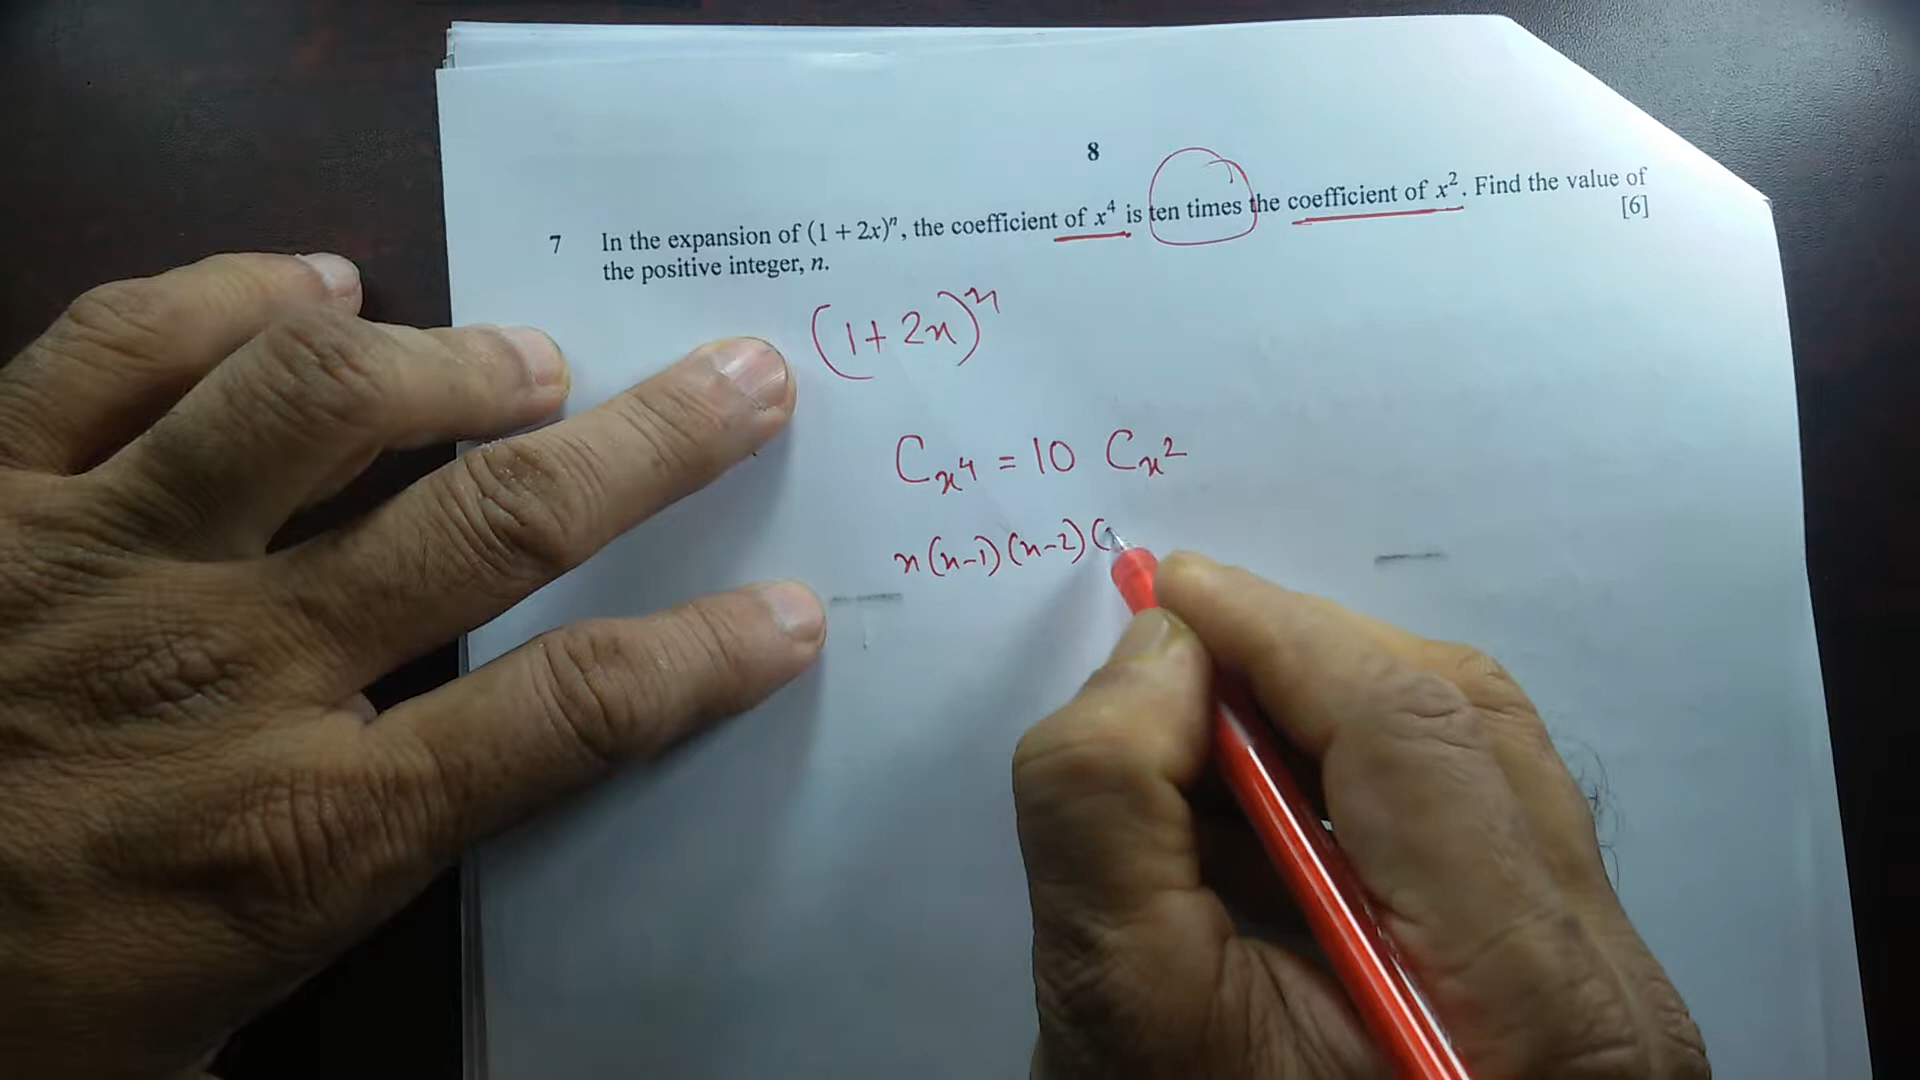 8
7 In the expansion of (1 + 2x)ⁿ, the coefficient of x⁴ is ten times the coefficient of x². Find the value of
the positive integer, n. [6]
(1+2x)ⁿ
Cx⁴ = 10 Cx²
n(n-1)(n-2)(